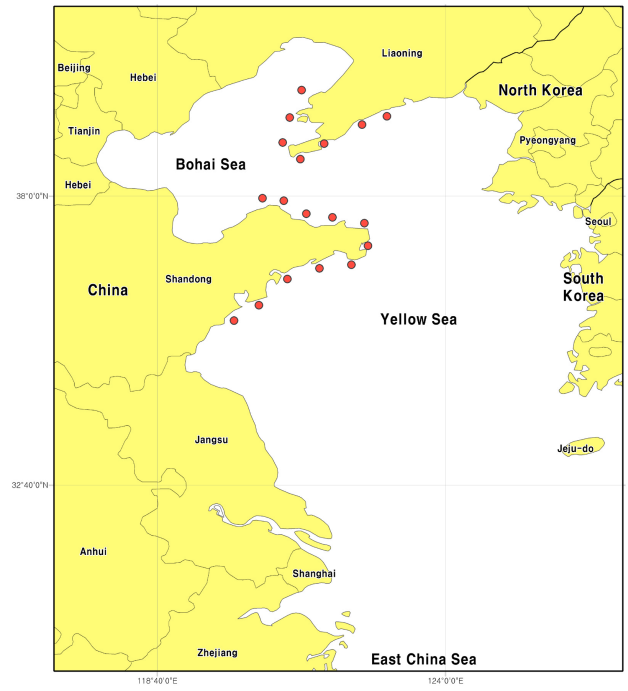 Liaoning
Beijing
Hebei
North Korea
Tianjin
Pyeongyang
Bohai Sea
Hebei
38°0'0"N
Seoul
Shandong
South
Korea
China
Yellow Sea
Jangsu
Jeju-do
32°40'0"N
Anhui
Shanghai
Zhejiang
East China Sea
118°40'0"E
124°0'0"E